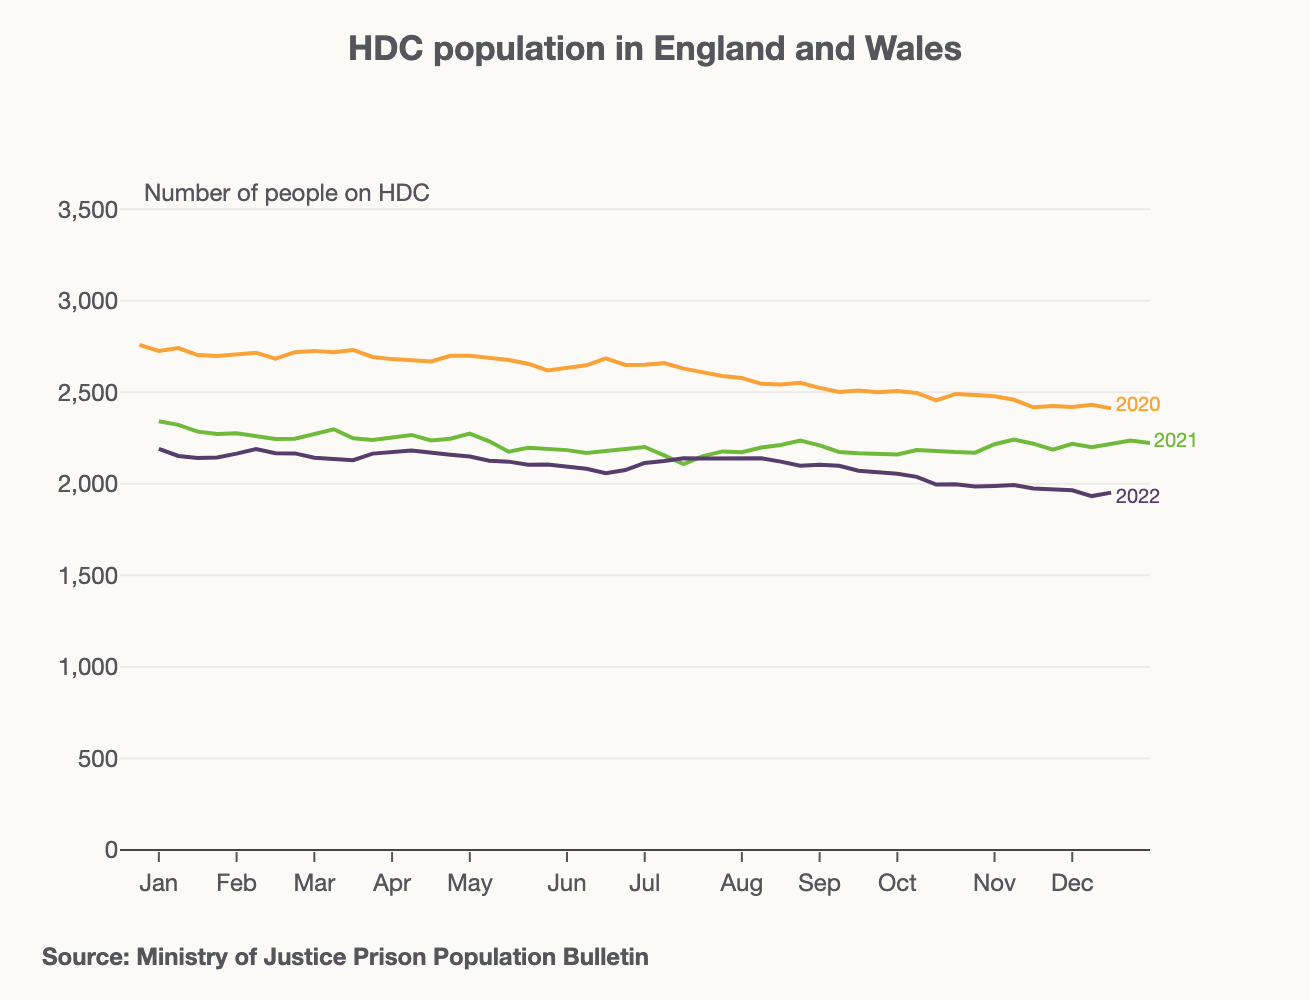 HDC population in England and Wales
Number of people on HDC
3,500
3,000
2,500
2,000
1,500
1,000
500
0
2020
2021
2022
Jan Feb Mar Apr May Jun Jul Aug Sep Oct Nov Dec
Source: Ministry of Justice Prison Population Bulletin